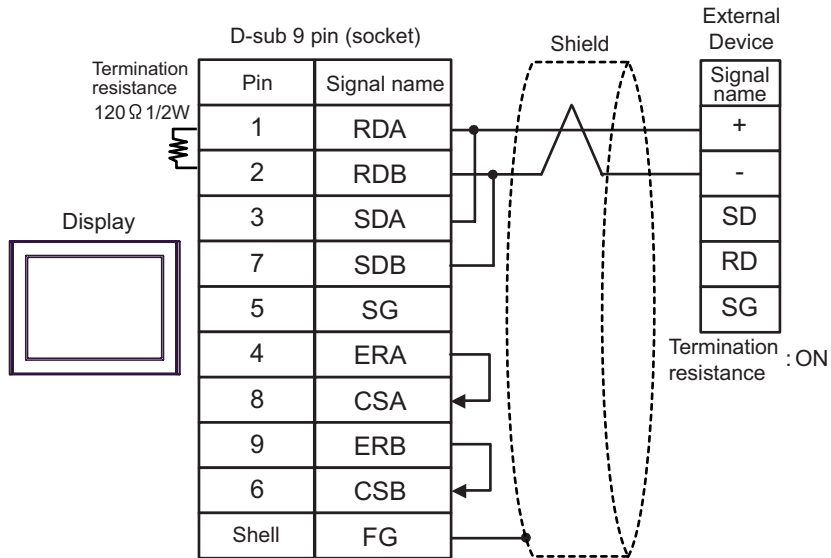 D-sub 9 pin (socket)
Shield
External
Device
Termination
resistance
120Ω 1/2W
Display
Pin Signal name
1 RDA
2 RDB
3 SDA
7 SDB
5 SG
4 ERA
8 CSA
9 ERB
6 CSB
Shell FG
Signal
name
+
-
SD
RD
SG
Termination
resistance : ON